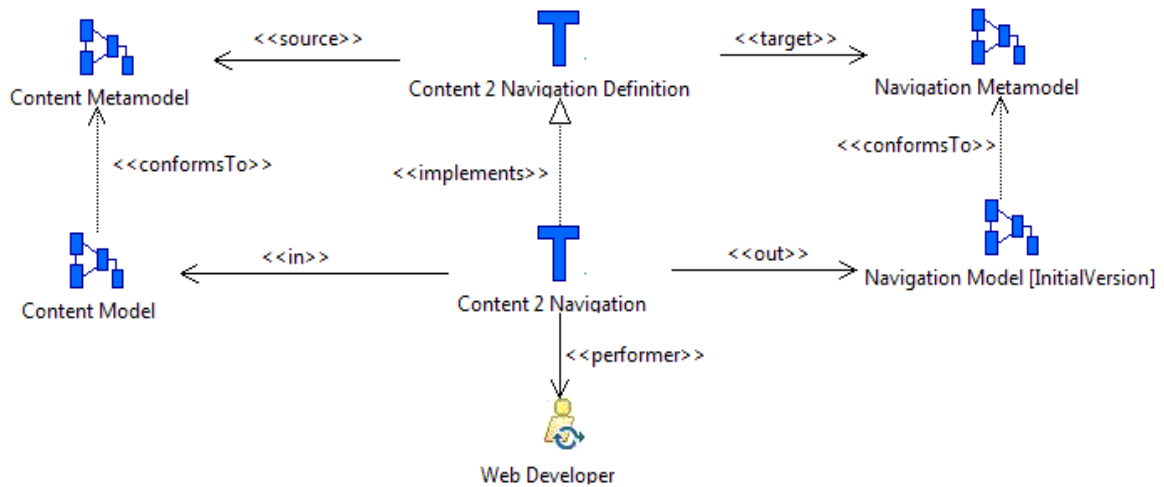 <<source>>
<<target>>
Content 2 Navigation Definition
Content Metamodel
Navigation Metamodel
<<conformsTo>>
<<implements>>
<<conformsTo>>
<<in>>
<<out>>
Content Model
Content 2 Navigation
Navigation Model [InitialVersion]
<<performer>>
Web Developer